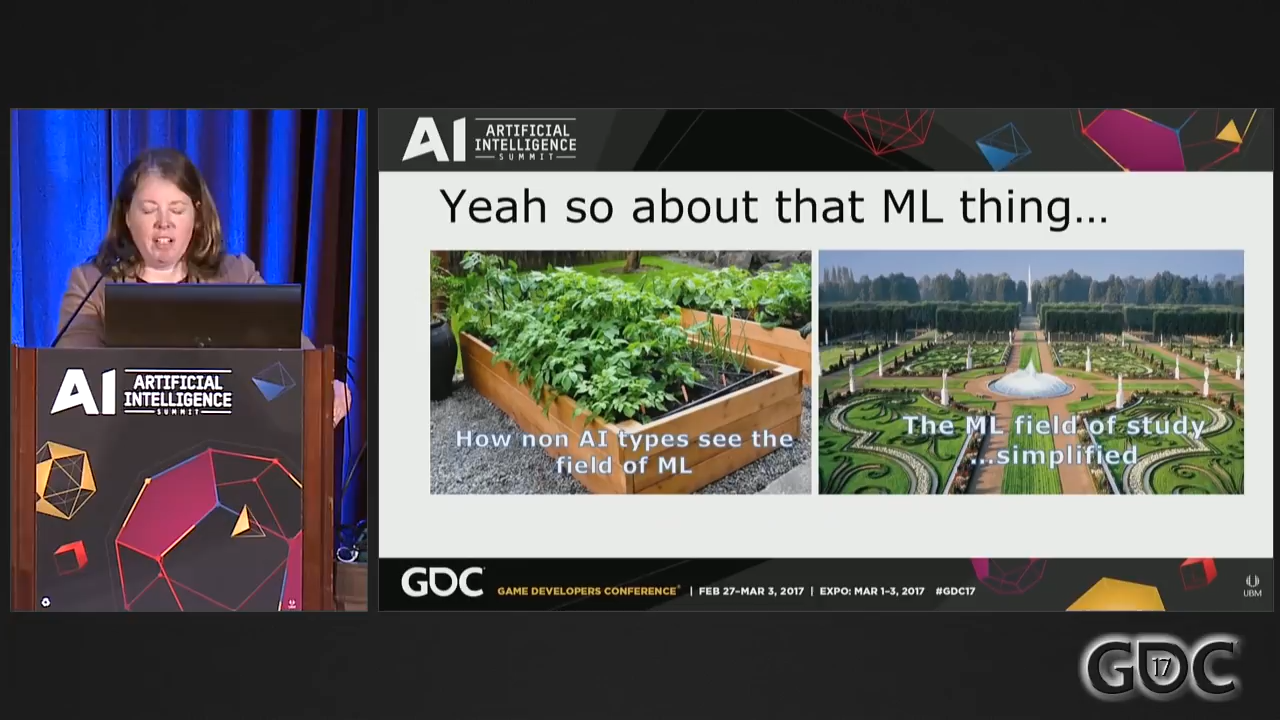 AI ARTIFICIAL
INTELLIGENCE
SUMMIT
Yeah so about that ML thing...
How non AI types see the
field of ML
The ML field of study
...simplified
GDC GAME DEVELOPERS CONFERENCE® | FEB 27–MAR 3, 2017 | EXPO: MAR 1–3, 2017 #GDC17
UBM
AI ARTIFICIAL
INTELLIGENCE
SUMMIT
GDC 17